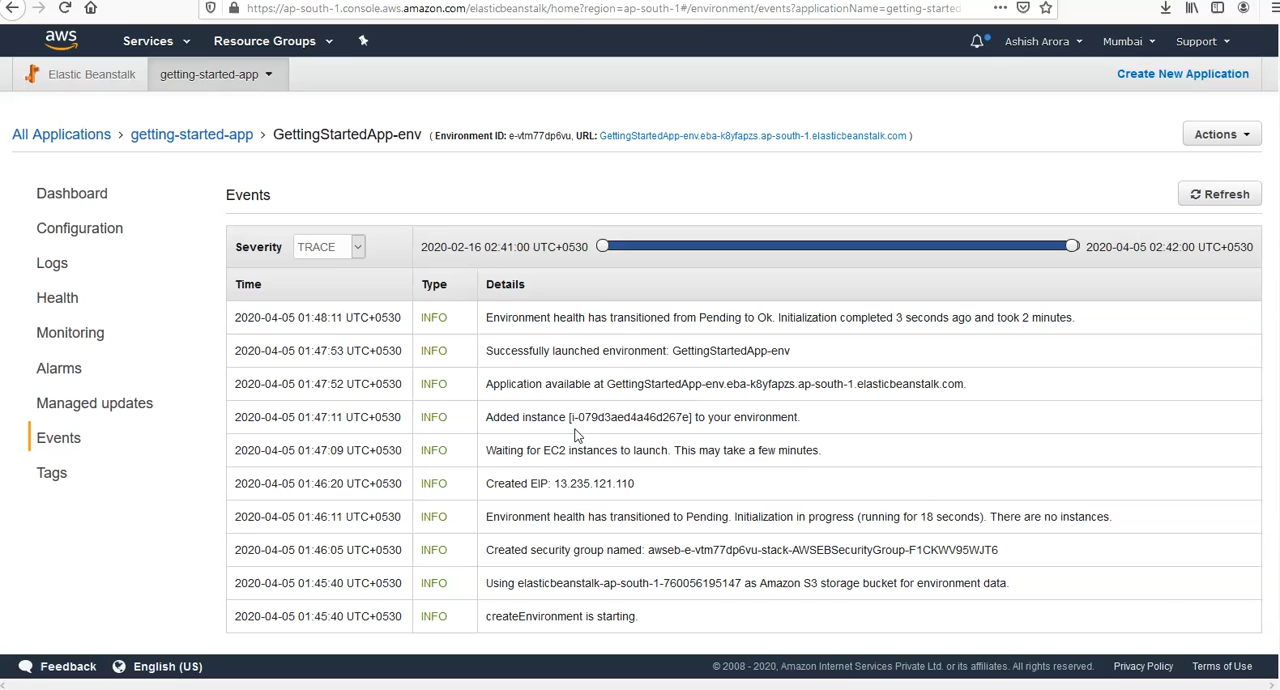 https://ap-south-1.console.aws.amazon.com/elasticbeanstalk/home?region=ap-south-1#/environment/events?applicationName=getting-started
aws Services Resource Groups Ashish Arora Mumbai Support
Elastic Beanstalk getting-started-app Create New Application
All Applications > getting-started-app > GettingStartedApp-env ( Environment ID: e-vtm77dp6vu, URL: GettingStartedApp-env.eba-k8yfapzs.ap-south-1.elasticbeanstalk.com ) Actions
Dashboard
Configuration
Logs
Health
Monitoring
Alarms
Managed updates
Events
Tags
Events Refresh
Severity TRACE 2020-02-16 02:41:00 UTC+0530 2020-04-05 02:42:00 UTC+0530
Time Type Details
2020-04-05 01:48:11 UTC+0530 INFO Environment health has transitioned from Pending to Ok. Initialization completed 3 seconds ago and took 2 minutes.
2020-04-05 01:47:53 UTC+0530 INFO Successfully launched environment: GettingStartedApp-env
2020-04-05 01:47:52 UTC+0530 INFO Application available at GettingStartedApp-env.eba-k8yfapzs.ap-south-1.elasticbeanstalk.com.
2020-04-05 01:47:11 UTC+0530 INFO Added instance [i-079d3aed4a46d267e] to your environment.
2020-04-05 01:47:09 UTC+0530 INFO Waiting for EC2 instances to launch. This may take a few minutes.
2020-04-05 01:46:20 UTC+0530 INFO Created EIP: 13.235.121.110
2020-04-05 01:46:11 UTC+0530 INFO Environment health has transitioned to Pending. Initialization in progress (running for 18 seconds). There are no instances.
2020-04-05 01:46:05 UTC+0530 INFO Created security group named: awseb-e-vtm77dp6vu-stack-AWSEBSecurityGroup-F1CKWV95WJT6
2020-04-05 01:45:40 UTC+0530 INFO Using elasticbeanstalk-ap-south-1-760056195147 as Amazon S3 storage bucket for environment data.
2020-04-05 01:45:40 UTC+0530 INFO createEnvironment is starting.
Feedback English (US) © 2008 - 2020, Amazon Internet Services Private Ltd. or its affiliates. All rights reserved. Privacy Policy Terms of Use